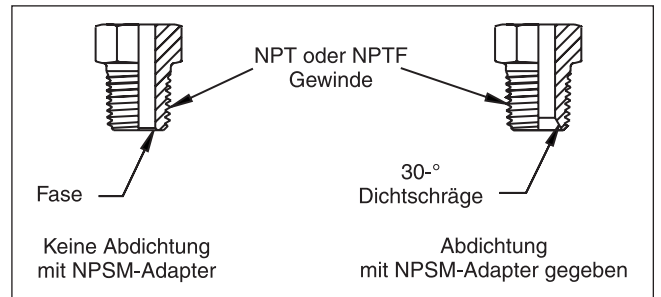 NPT oder NPTF
Gewinde
Fase
30-°
Dichtschräge
Keine Abdichtung
mit NPSM-Adapter
Abdichtung
mit NPSM-Adapter gegeben